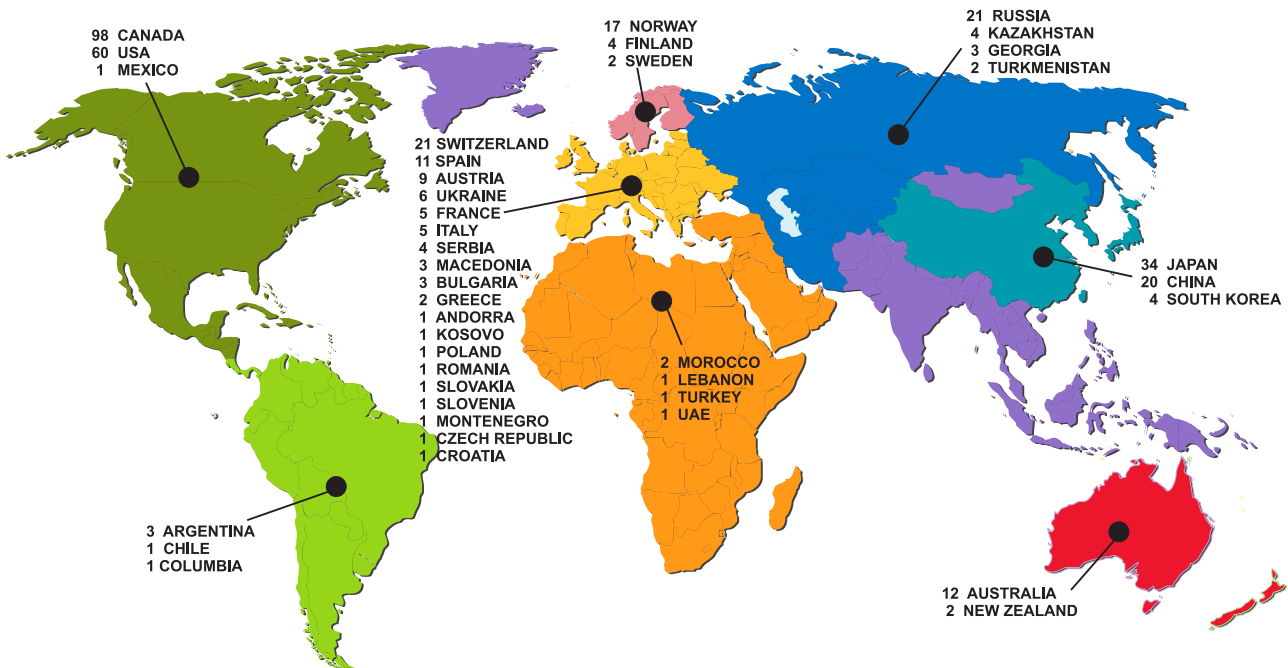 98 CANADA
60 USA
1 MEXICO
17 NORWAY
4 FINLAND
2 SWEDEN
21 RUSSIA
4 KAZAKHSTAN
3 GEORGIA
2 TURKMENISTAN
21 SWITZERLAND
11 SPAIN
9 AUSTRIA
6 UKRAINE
5 FRANCE
5 ITALY
4 SERBIA
3 MACEDONIA
3 BULGARIA
2 GREECE
1 ANDORRA
1 KOSOVO
1 POLAND
1 ROMANIA
1 SLOVAKIA
1 SLOVENIA
1 MONTENEGRO
1 CZECH REPUBLIC
1 CROATIA
34 JAPAN
20 CHINA
4 SOUTH KOREA
2 MOROCCO
1 LEBANON
1 TURKEY
1 UAE
3 ARGENTINA
1 CHILE
1 COLUMBIA
12 AUSTRALIA
2 NEW ZEALAND